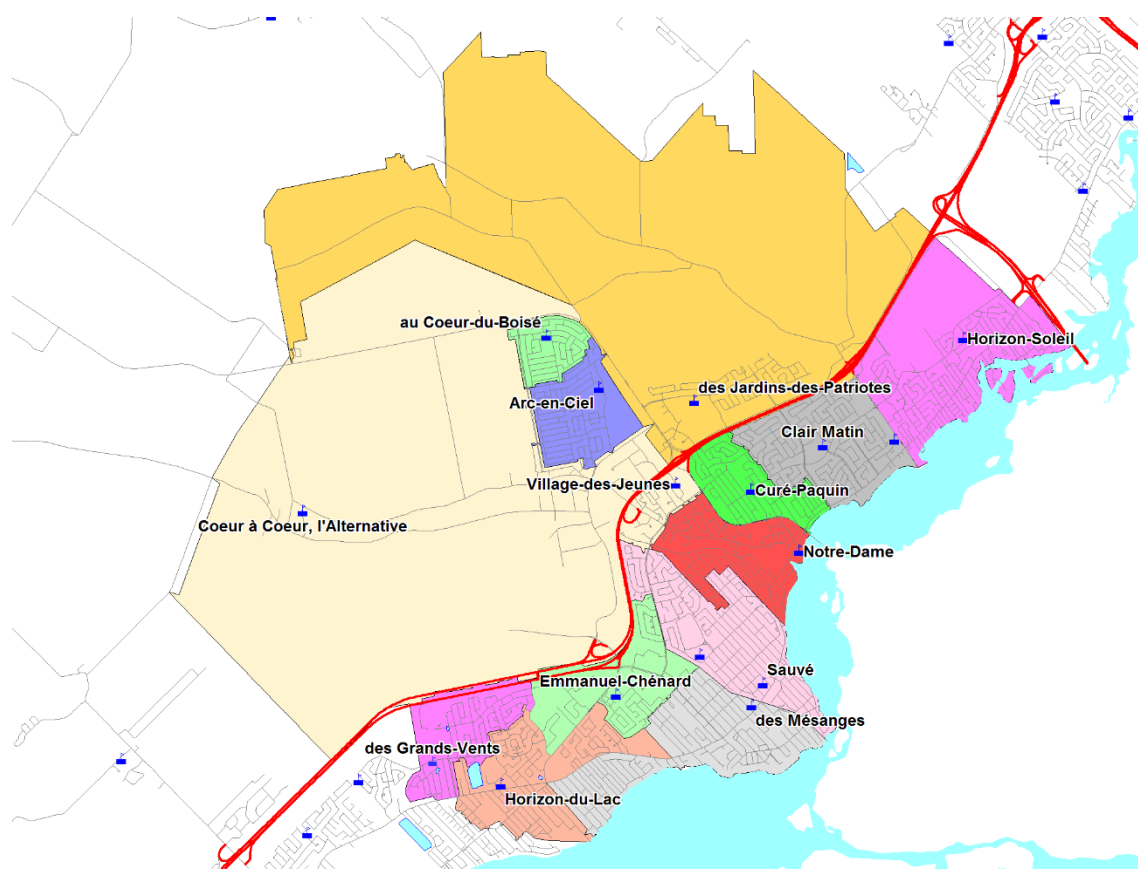 au Coeur-du-Boisé
Horizon-Soleil
des Jardins-des-Patriotes
Arc-en-Ciel
Clair Matin
Village-des-Jeunes
Curé-Paquin
Coeur à Coeur, l'Alternative
Notre-Dame
Sauvé
Emmanuel-Chénard
des Mésanges
des Grands-Vents
Horizon-du-Lac